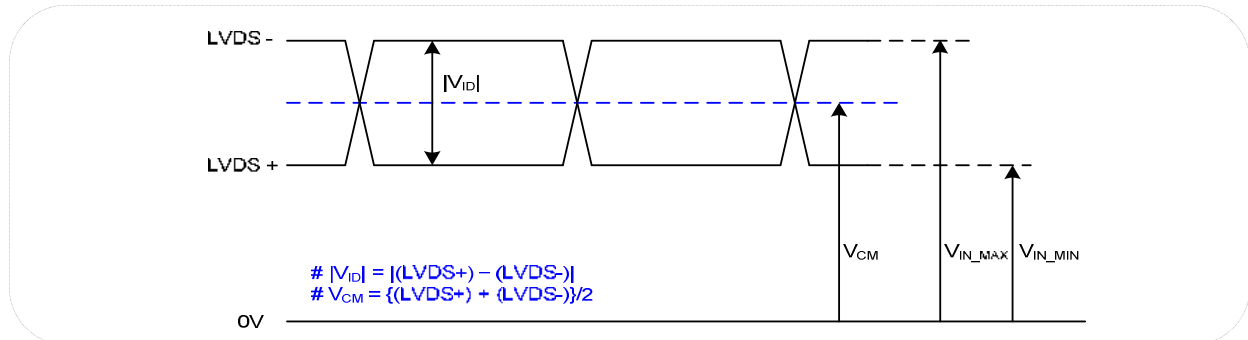 LVDS -
|VID|
LVDS +
VCM
VIN_MAX
VIN_MIN
# |VID| = |(LVDS+) – (LVDS-)|
# VCM = {(LVDS+) + (LVDS-)}/2
0V